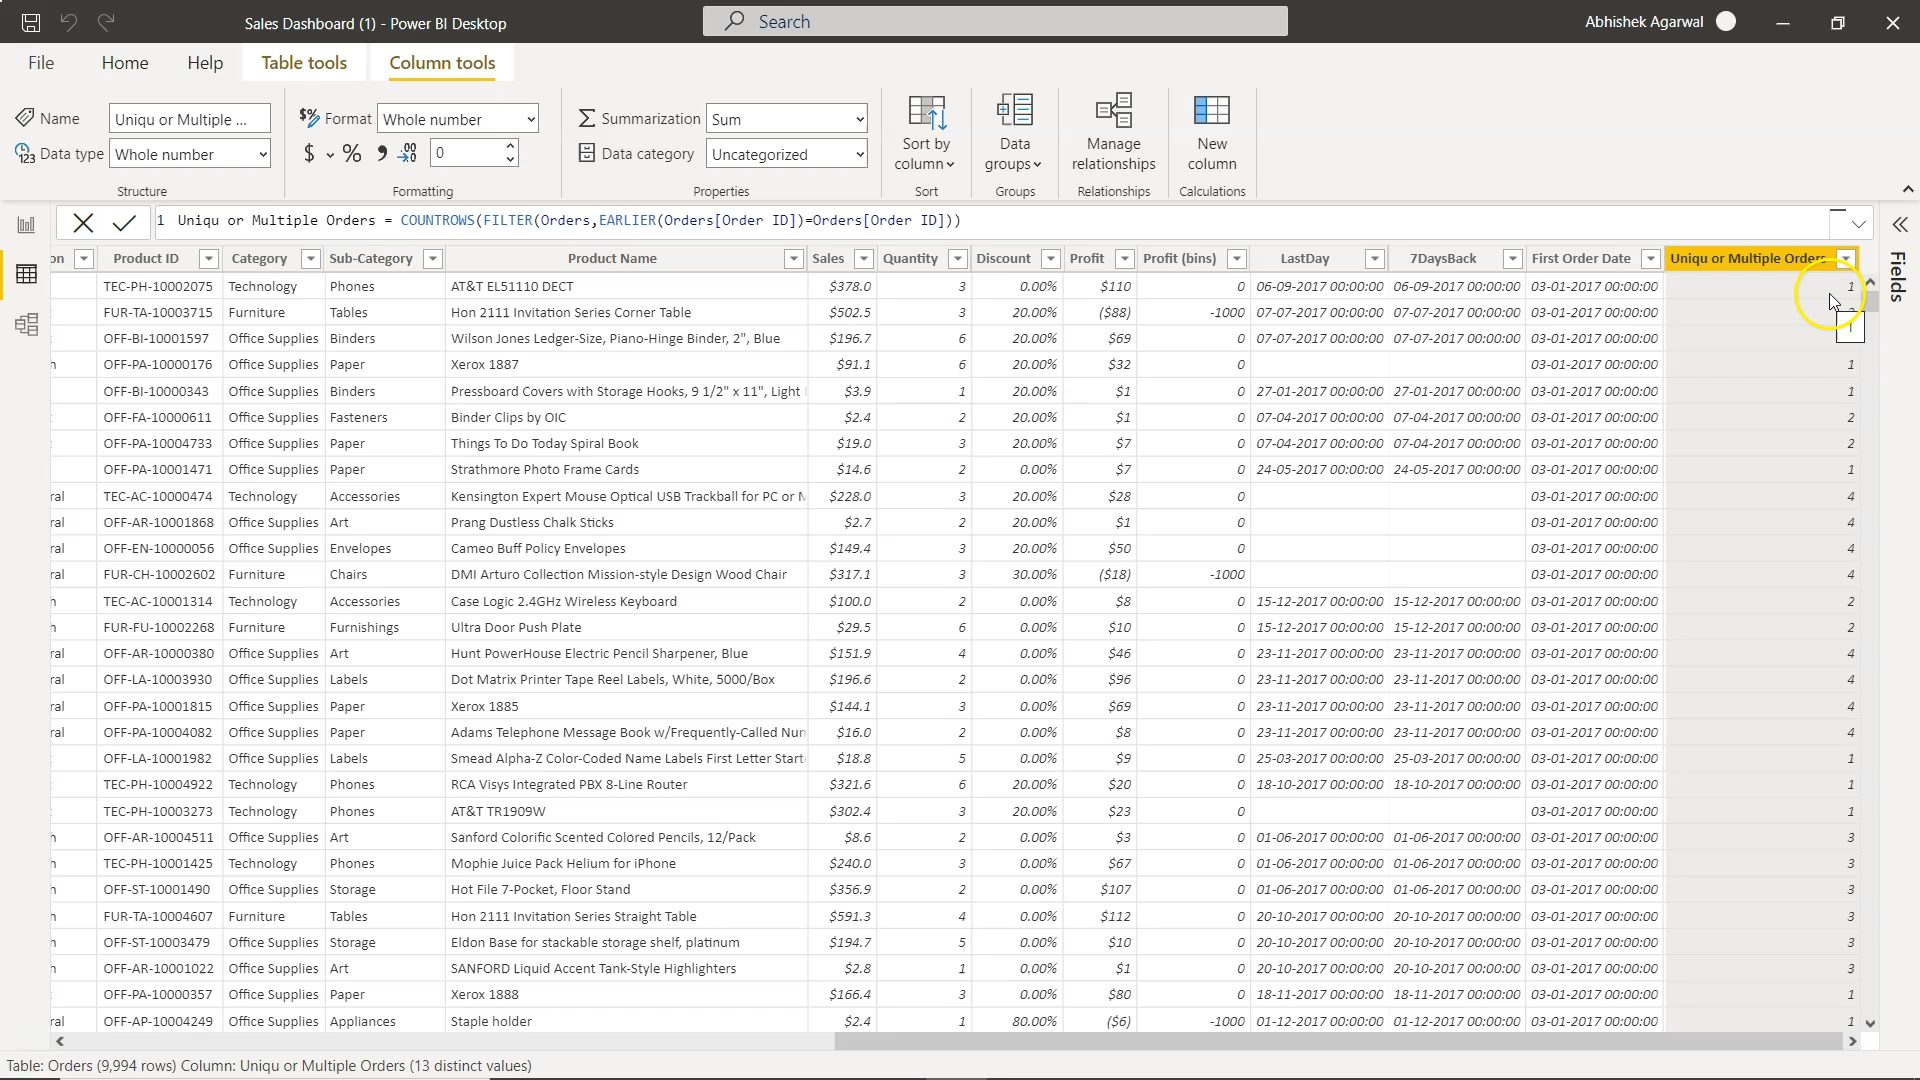 Sales Dashboard (1) - Power BI Desktop
Search
Abhishek Agarwal
File Home Help Table tools Column tools
Name Uniqu or Multiple ...
Data type Whole number
Structure
Format Whole number
$ % 0
Formatting
Summarization Sum
Data category Uncategorized
Properties
Sort by column
Sort
Data groups
Groups
Manage relationships
Relationships
New column
Calculations
1 Uniqu or Multiple Orders = COUNTROWS(FILTER(Orders,EARLIER(Orders[Order ID])=Orders[Order ID]))
Fields
on Product ID Category Sub-Category Product Name Sales Quantity Discount Profit Profit (bins) LastDay 7DaysBack First Order Date Uniqu or Multiple Orders
TEC-PH-10002075 Technology Phones AT&T EL51110 DECT $378.0 3 0.00% $110 0 06-09-2017 00:00:00 06-09-2017 00:00:00 03-01-2017 00:00:00 1
FUR-TA-10003715 Furniture Tables Hon 2111 Invitation Series Corner Table $502.5 3 20.00% ($88) -1000 07-07-2017 00:00:00 07-07-2017 00:00:00 03-01-2017 00:00:00
OFF-BI-10001597 Office Supplies Binders Wilson Jones Ledger-Size, Piano-Hinge Binder, 2", Blue $196.7 6 20.00% $69 0 07-07-2017 00:00:00 07-07-2017 00:00:00 03-01-2017 00:00:00
h OFF-PA-10000176 Office Supplies Paper Xerox 1887 $91.1 6 20.00% $32 0 03-01-2017 00:00:00 1
OFF-BI-10000343 Office Supplies Binders Pressboard Covers with Storage Hooks, 9 1/2" x 11", Light $3.9 1 20.00% $1 0 27-01-2017 00:00:00 27-01-2017 00:00:00 03-01-2017 00:00:00 1
OFF-FA-10000611 Office Supplies Fasteners Binder Clips by OIC $2.4 2 20.00% $1 0 07-04-2017 00:00:00 07-04-2017 00:00:00 03-01-2017 00:00:00 2
OFF-PA-10004733 Office Supplies Paper Things To Do Today Spiral Book $19.0 3 20.00% $7 0 07-04-2017 00:00:00 07-04-2017 00:00:00 03-01-2017 00:00:00 2
OFF-PA-10001471 Office Supplies Paper Strathmore Photo Frame Cards $14.6 2 0.00% $7 0 24-05-2017 00:00:00 24-05-2017 00:00:00 03-01-2017 00:00:00 1
ral TEC-AC-10000474 Technology Accessories Kensington Expert Mouse Optical USB Trackball for PC or $228.0 3 20.00% $28 0 03-01-2017 00:00:00 4
ral OFF-AR-10001868 Office Supplies Art Prang Dustless Chalk Sticks $2.7 2 20.00% $1 0 03-01-2017 00:00:00 4
ral OFF-EN-10000056 Office Supplies Envelopes Cameo Buff Policy Envelopes $149.4 3 20.00% $50 0 03-01-2017 00:00:00 4
ral FUR-CH-10002602 Furniture Chairs DMI Arturo Collection Mission-style Design Wood Chair $317.1 3 30.00% ($18) -1000 03-01-2017 00:00:00 4
h TEC-AC-10001314 Technology Accessories Case Logic 2.4GHz Wireless Keyboard $100.0 2 0.00% $8 0 15-12-2017 00:00:00 15-12-2017 00:00:00 03-01-2017 00:00:00 2
h FUR-FU-10002268 Furniture Furnishings Ultra Door Push Plate $29.5 6 0.00% $10 0 15-12-2017 00:00:00 15-12-2017 00:00:00 03-01-2017 00:00:00 2
ral OFF-AR-10000380 Office Supplies Art Hunt PowerHouse Electric Pencil Sharpener, Blue $151.9 4 0.00% $46 0 23-11-2017 00:00:00 23-11-2017 00:00:00 03-01-2017 00:00:00 4
ral OFF-LA-10003930 Office Supplies Labels Dot Matrix Printer Tape Reel Labels, White, 5000/Box $196.6 2 0.00% $96 0 23-11-2017 00:00:00 23-11-2017 00:00:00 03-01-2017 00:00:00 4
ral OFF-PA-10001815 Office Supplies Paper Xerox 1885 $144.1 3 0.00% $69 0 23-11-2017 00:00:00 23-11-2017 00:00:00 03-01-2017 00:00:00 4
ral OFF-PA-10004082 Office Supplies Paper Adams Telephone Message Book w/Frequently-Called Nur $16.0 2 0.00% $8 0 23-11-2017 00:00:00 23-11-2017 00:00:00 03-01-2017 00:00:00 4
OFF-LA-10001982 Office Supplies Labels Smead Alpha-Z Color-Coded Name Labels First Letter Start $18.8 5 0.00% $9 0 25-03-2017 00:00:00 25-03-2017 00:00:00 03-01-2017 00:00:00 1
TEC-PH-10004922 Technology Phones RCA Visys Integrated PBX 8-Line Router $321.6 6 20.00% $20 0 18-10-2017 00:00:00 18-10-2017 00:00:00 03-01-2017 00:00:00 1
TEC-PH-10003273 Technology Phones AT&T TR1909W $302.4 3 20.00% $23 0 03-01-2017 00:00:00 1
h OFF-AR-10004511 Office Supplies Art Sanford Colorific Scented Colored Pencils, 12/Pack $8.6 2 0.00% $3 0 01-06-2017 00:00:00 01-06-2017 00:00:00 03-01-2017 00:00:00 3
h TEC-PH-10001425 Technology Phones Mophie Juice Pack Helium for iPhone $240.0 3 0.00% $67 0 01-06-2017 00:00:00 01-06-2017 00:00:00 03-01-2017 00:00:00 3
h OFF-ST-10001490 Office Supplies Storage Hot File 7-Pocket, Floor Stand $356.9 2 0.00% $107 0 01-06-2017 00:00:00 01-06-2017 00:00:00 03-01-2017 00:00:00 3
h FUR-TA-10004607 Furniture Tables Hon 2111 Invitation Series Straight Table $591.3 4 0.00% $112 0 20-10-2017 00:00:00 20-10-2017 00:00:00 03-01-2017 00:00:00 3
h OFF-ST-10003479 Office Supplies Storage Eldon Base for stackable storage shelf, platinum $194.7 5 0.00% $10 0 20-10-2017 00:00:00 20-10-2017 00:00:00 03-01-2017 00:00:00 3
h OFF-AR-10001022 Office Supplies Art SANFORD Liquid Accent Tank-Style Highlighters $2.8 1 0.00% $1 0 20-10-2017 00:00:00 20-10-2017 00:00:00 03-01-2017 00:00:00 3
h OFF-PA-10000357 Office Supplies Paper Xerox 1888 $166.4 3 0.00% $80 0 18-11-2017 00:00:00 18-11-2017 00:00:00 03-01-2017 00:00:00 1
ral OFF-AP-10004249 Office Supplies Appliances Staple holder $2.4 1 80.00% ($6) -1000 01-12-2017 00:00:00 01-12-2017 00:00:00 03-01-2017 00:00:00 1
Table: Orders (9,994 rows) Column: Uniqu or Multiple Orders (13 distinct values)